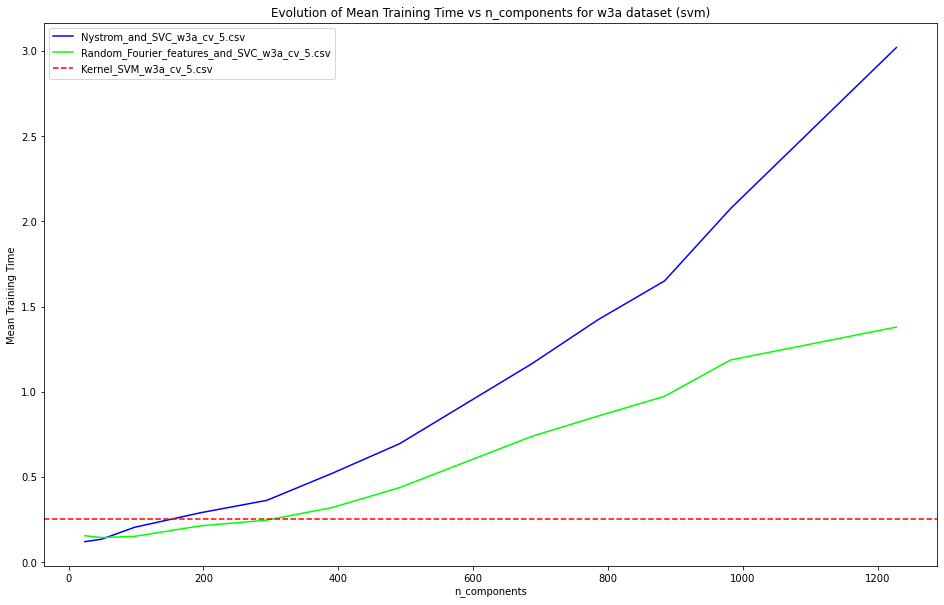 Evolution of Mean Training Time vs n_components for w3a dataset (svm)
Nystrom_and_SVC_w3a_cv_5.csv
Random_Fourier_features_and_SVC_w3a_cv_5.csv
Kernel_SVM_w3a_cv_5.csv
3.0
2.5
2.0
1.5
1.0
0.5
0.0
Mean Training Time
0 200 400 600 800 1000 1200
n_components